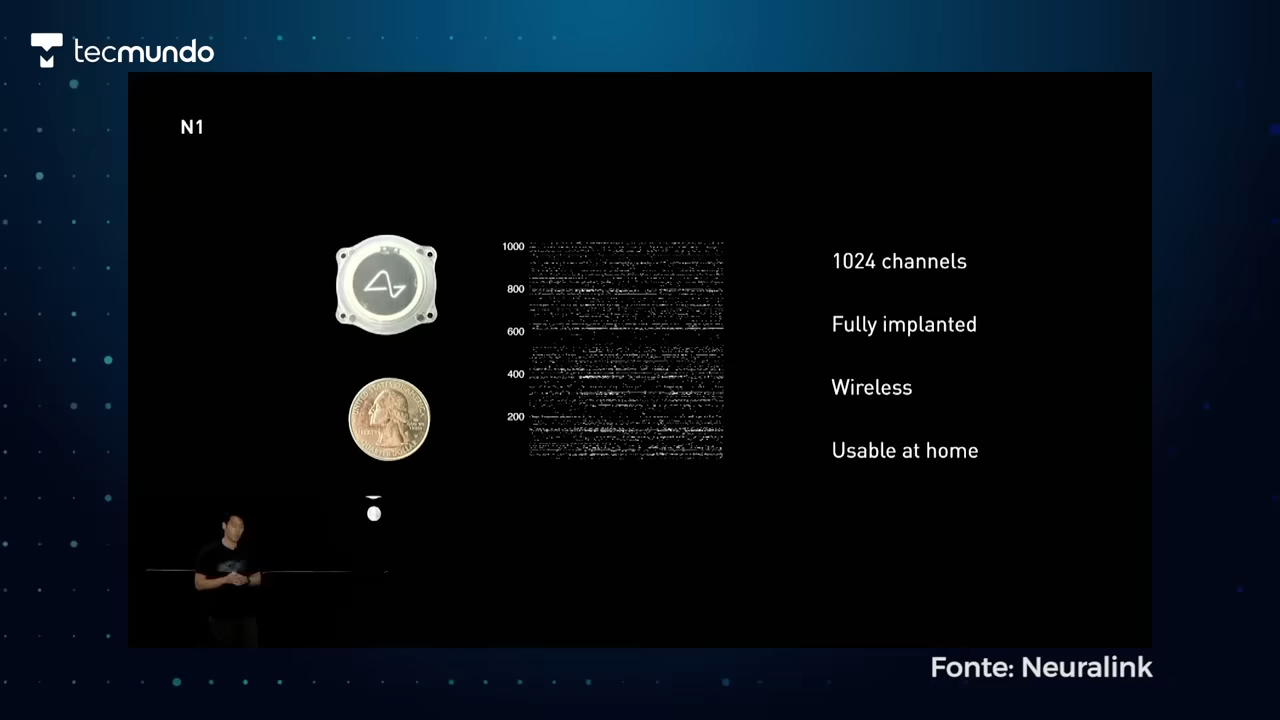 tecmundo
N1
1000
800
600
400
200
1024 channels
Fully implanted
Wireless
Usable at home
Fonte: Neuralink